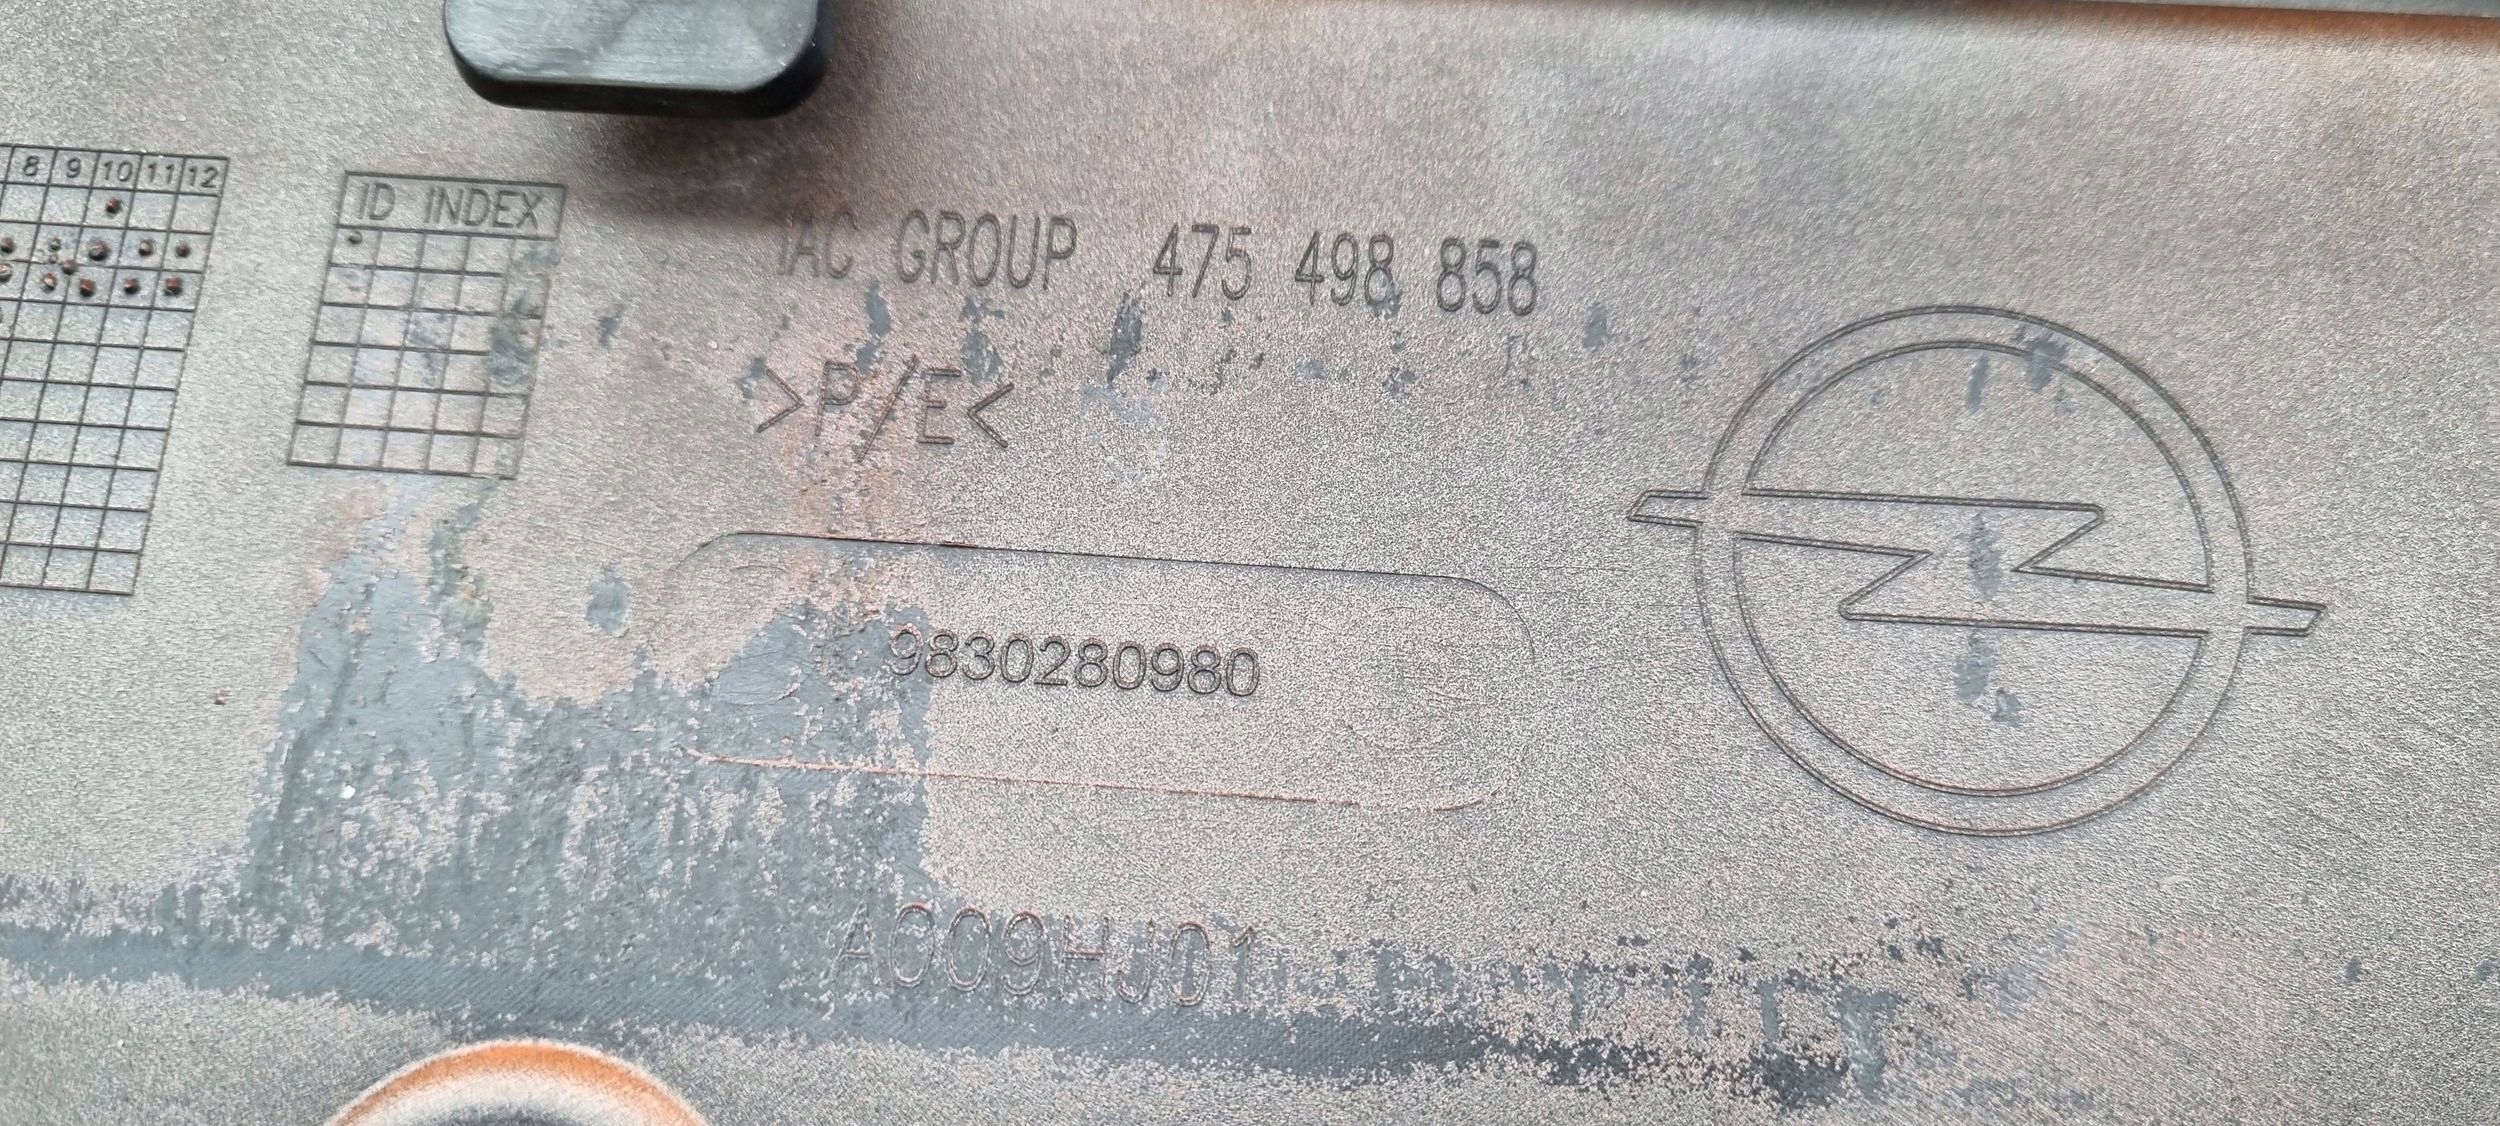 8 9 10 11 12
ID INDEX
IAC GROUP 475 498 858
>P/E<
9830280980
A009HJ01